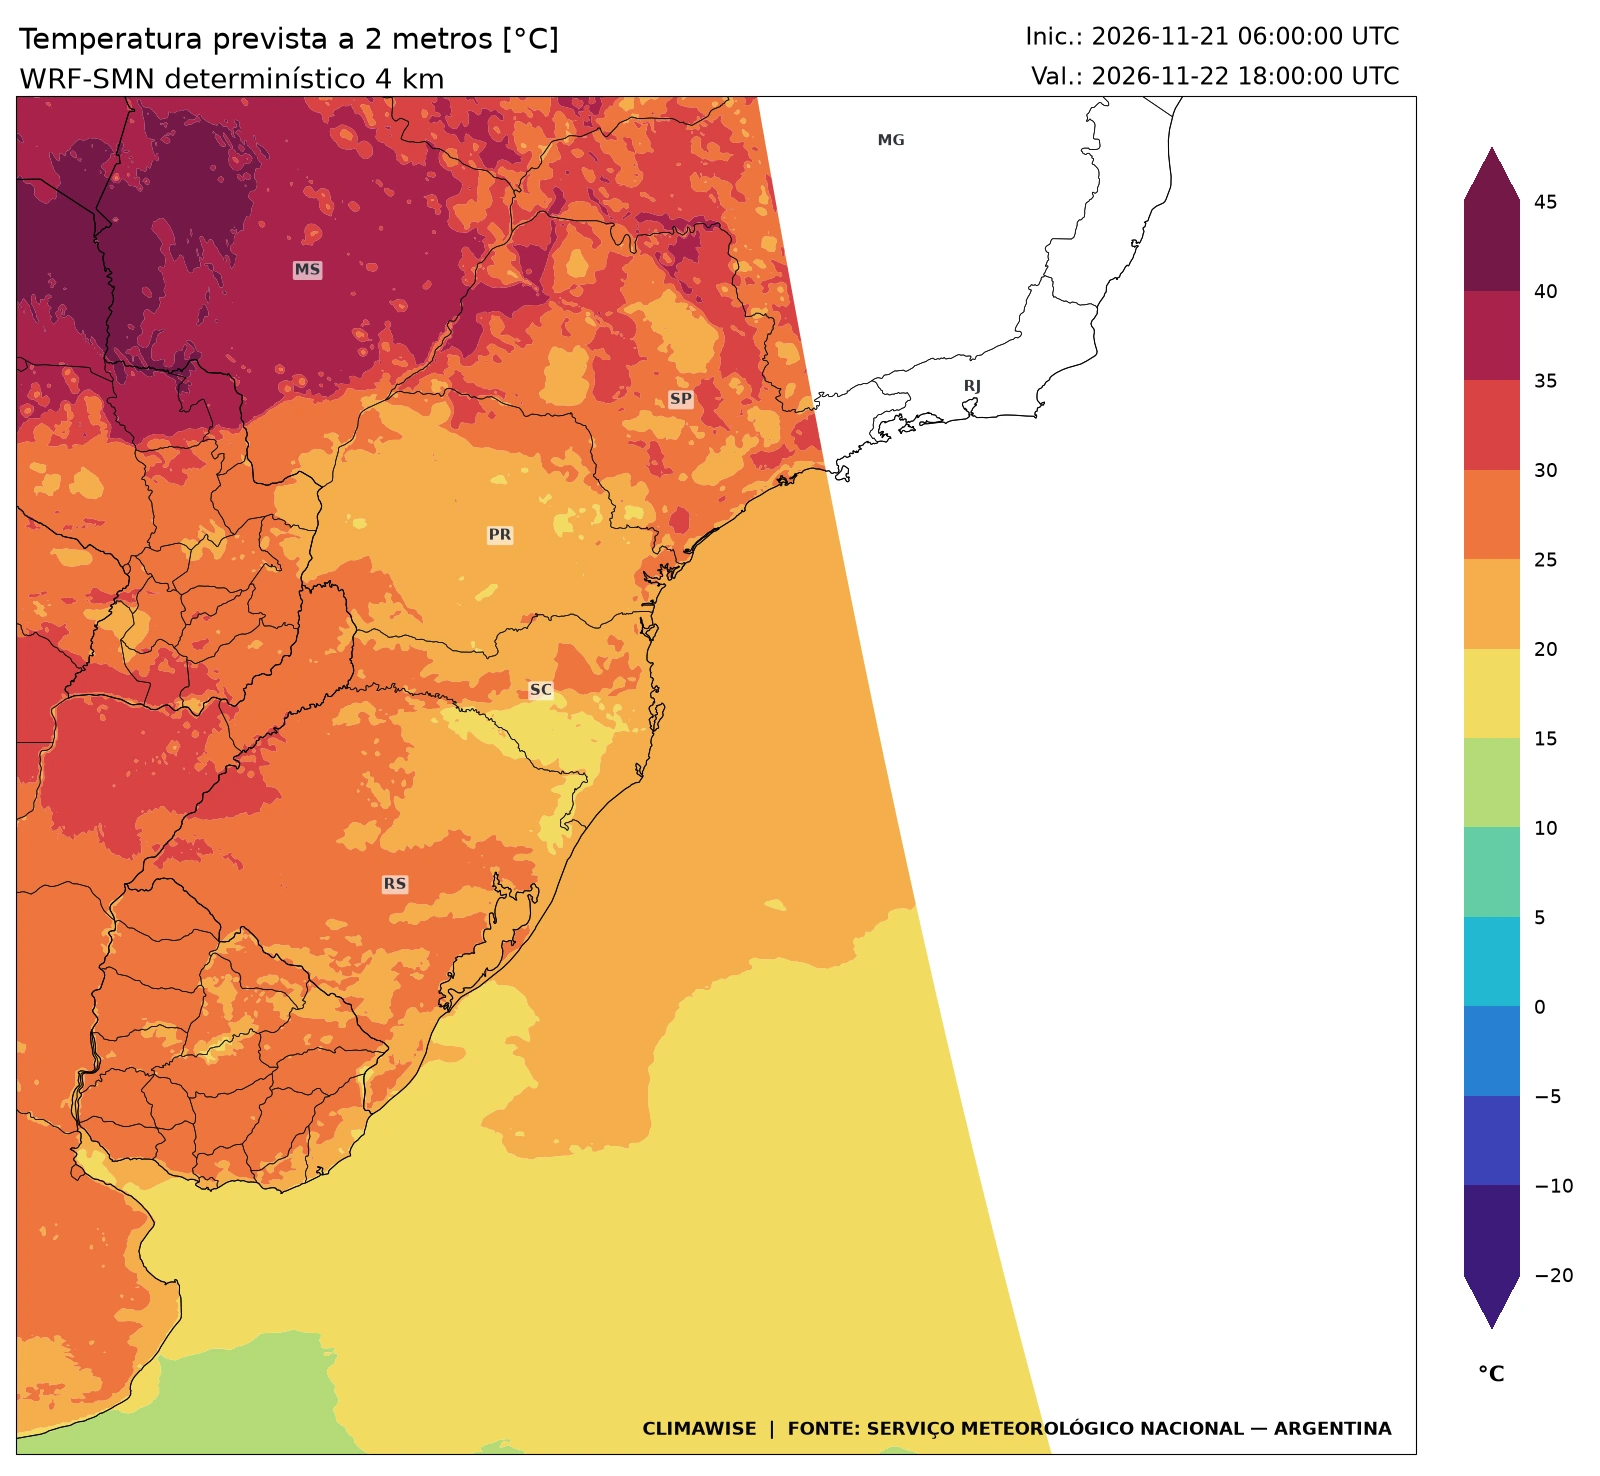 Temperatura prevista a 2 metros [°C]
WRF-SMN determinístico 4 km
Inic.: 2026-11-21 06:00:00 UTC
Val.: 2026-11-22 18:00:00 UTC
MG
MS
RJ
SP
PR
SC
RS
45
40
35
30
25
20
15
10
5
0
−5
−10
−20
°C
CLIMAWISE | FONTE: SERVIÇO METEOROLÓGICO NACIONAL — ARGENTINA